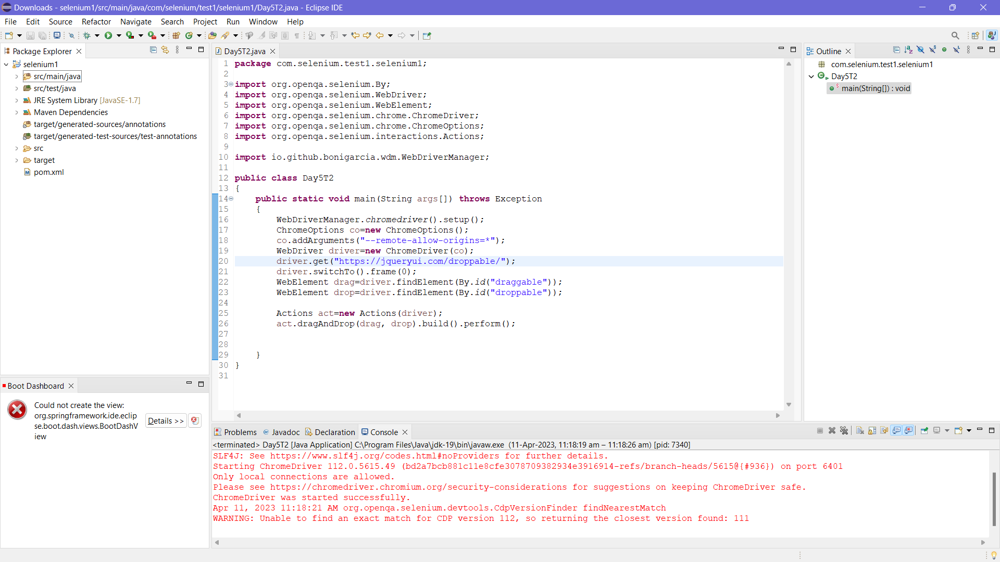 Downloads - selenium1/src/main/java/com/selenium/test1/selenium1/Day5T2.java - Eclipse IDE
File Edit Source Refactor Navigate Search Project Run Window Help
Package Explorer
selenium1
src/main/java
src/test/java
JRE System Library [JavaSE-1.7]
Maven Dependencies
target/generated-sources/annotations
target/generated-test-sources/test-annotations
src
target
pom.xml
Boot Dashboard
Could not create the view:
org.springframework.ide.eclip
se.boot.dash.views.BootDashV
iew
Details >>
Day5T2.java
1 package com.selenium.test1.selenium1;
2
3 import org.openqa.selenium.By;
4 import org.openqa.selenium.WebDriver;
5 import org.openqa.selenium.WebElement;
6 import org.openqa.selenium.chrome.ChromeDriver;
7 import org.openqa.selenium.chrome.ChromeOptions;
8 import org.openqa.selenium.interactions.Actions;
9
10 import io.github.bonigarcia.wdm.WebDriverManager;
11
12 public class Day5T2
13 {
14     public static void main(String args[]) throws Exception
15     {
16         WebDriverManager.chromedriver().setup();
17         ChromeOptions co=new ChromeOptions();
18         co.addArguments("--remote-allow-origins=*");
19         WebDriver driver=new ChromeDriver(co);
20         driver.get("https://jqueryui.com/droppable/");
21         driver.switchTo().frame(0);
22         WebElement drag=driver.findElement(By.id("draggable"));
23         WebElement drop=driver.findElement(By.id("droppable"));
24
25         Actions act=new Actions(driver);
26         act.dragAndDrop(drag, drop).build().perform();
27
28
29     }
30 }
31
Outline
com.selenium.test1.selenium1
Day5T2
main(String[]) : void
Problems Javadoc Declaration Console
<terminated> Day5T2 [Java Application] C:\Program Files\Java\jdk-19\bin\javaw.exe (11-Apr-2023, 11:18:19 am – 11:18:26 am) [pid: 7340]
SLF4J: See https://www.slf4j.org/codes.html#noProviders for further details.
Starting ChromeDriver 112.0.5615.49 (bd2a7bcb881c11e8cfe3078709382934e3916914-refs/branch-heads/5615@{#936}) on port 6401
Only local connections are allowed.
Please see https://chromedriver.chromium.org/security-considerations for suggestions on keeping ChromeDriver safe.
ChromeDriver was started successfully.
Apr 11, 2023 11:18:21 AM org.openqa.selenium.devtools.CdpVersionFinder findNearestMatch
WARNING: Unable to find an exact match for CDP version 112, so returning the closest version found: 111